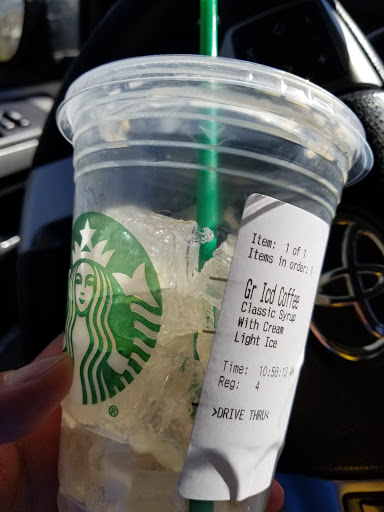 Item: 1 of 1
Items in order: 1
Gr Icd Coffee
Classic Syrup
With Cream
Light Ice
Time: 10:58:13 AM
Reg: 4
>DRIVE THRU<
®